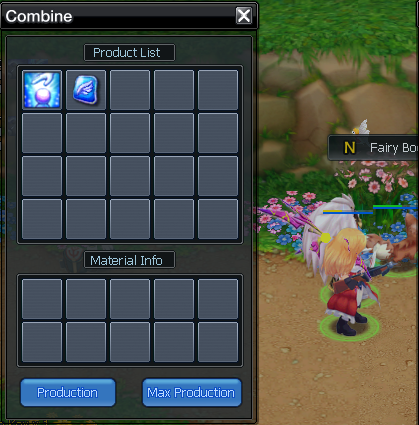 Combine
Product List
N Fairy Bo
Material Info
Production
Max Production